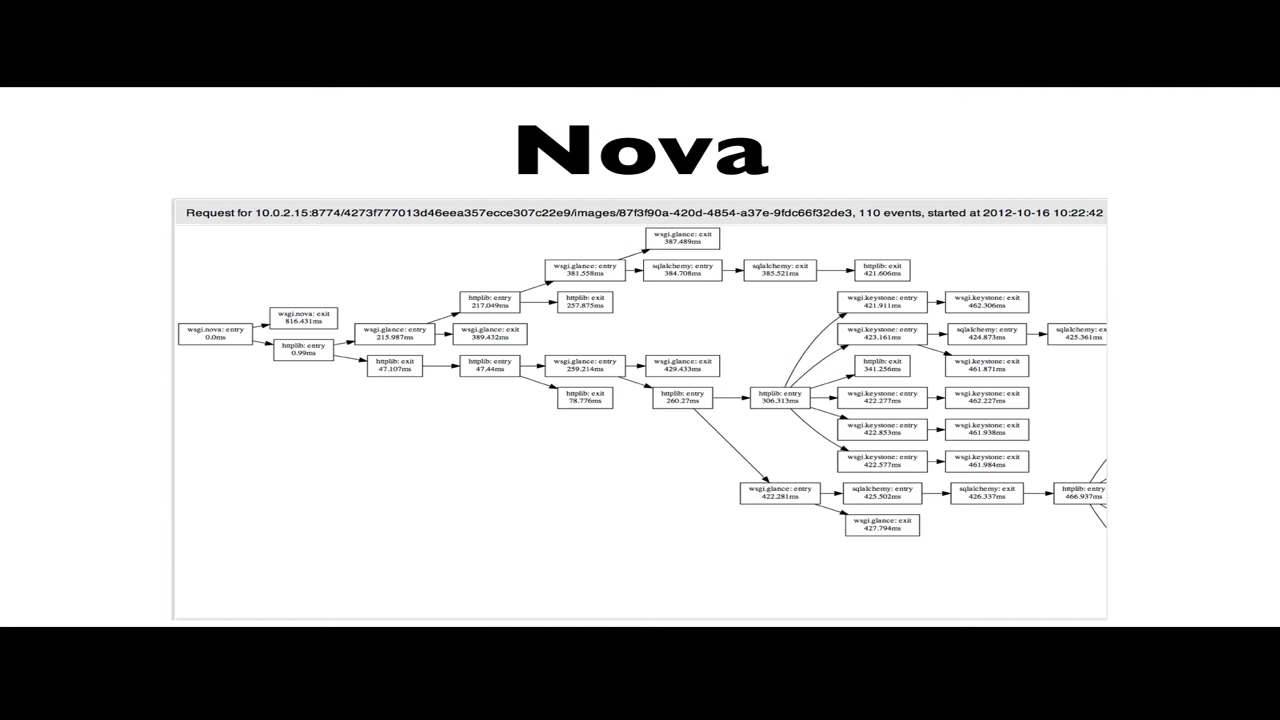 Nova
Request for 10.0.2.15:8774/4273f777013d46eea357ecce307c22e9/images/87f3f90a-420d-4854-a37e-9fdc66f32de3, 110 events, started at 2012-10-16 10:22:42
wsgi.glance: exit
387.489ms
wsgi.glance: entry
381.558ms
sqlalchemy: entry
384.708ms
sqlalchemy: exit
385.521ms
httplib: exit
421.606ms
httplib: entry
217.049ms
httplib: exit
257.875ms
wsgi.keystone: entry
421.911ms
wsgi.keystone: exit
462.306ms
wsgi.nova: exit
816.431ms
wsgi.nova: entry
0.0ms
wsgi.glance: entry
215.987ms
wsgi.glance: exit
389.432ms
wsgi.keystone: entry
423.161ms
sqlalchemy: entry
424.873ms
sqlalchemy: ex
425.361ms
httplib: entry
0.99ms
httplib: exit
47.107ms
httplib: entry
47.44ms
wsgi.glance: entry
259.214ms
wsgi.glance: exit
429.433ms
httplib: exit
341.256ms
wsgi.keystone: exit
461.871ms
httplib: exit
78.776ms
httplib: entry
260.27ms
httplib: entry
306.313ms
wsgi.keystone: entry
422.277ms
wsgi.keystone: exit
462.227ms
wsgi.keystone: entry
422.853ms
wsgi.keystone: exit
461.938ms
wsgi.keystone: entry
422.577ms
wsgi.keystone: exit
461.984ms
wsgi.glance: entry
422.281ms
sqlalchemy: entry
425.502ms
sqlalchemy: exit
426.337ms
httplib: entry
466.937ms
wsgi.glance: exit
427.794ms